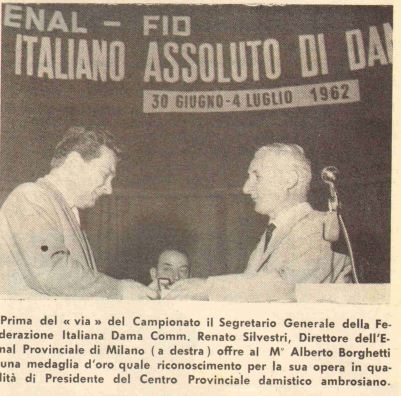 ENAL - FID
ITALIANO ASSOLUTO DI DA
30 GIUGNO-4 LUGLIO 1962
Prima del « via » del Campionato il Segretario Generale della Fe-
derazione Italiana Dama Comm. Renato Silvestri, Direttore dell'E-
nal Provinciale di Milano ( a destra ) offre al M° Alberto Borghetti
una medaglia d'oro quale riconoscimento per la sua opera in qua-
lità di Presidente del Centro Provinciale damistico ambrosiano.